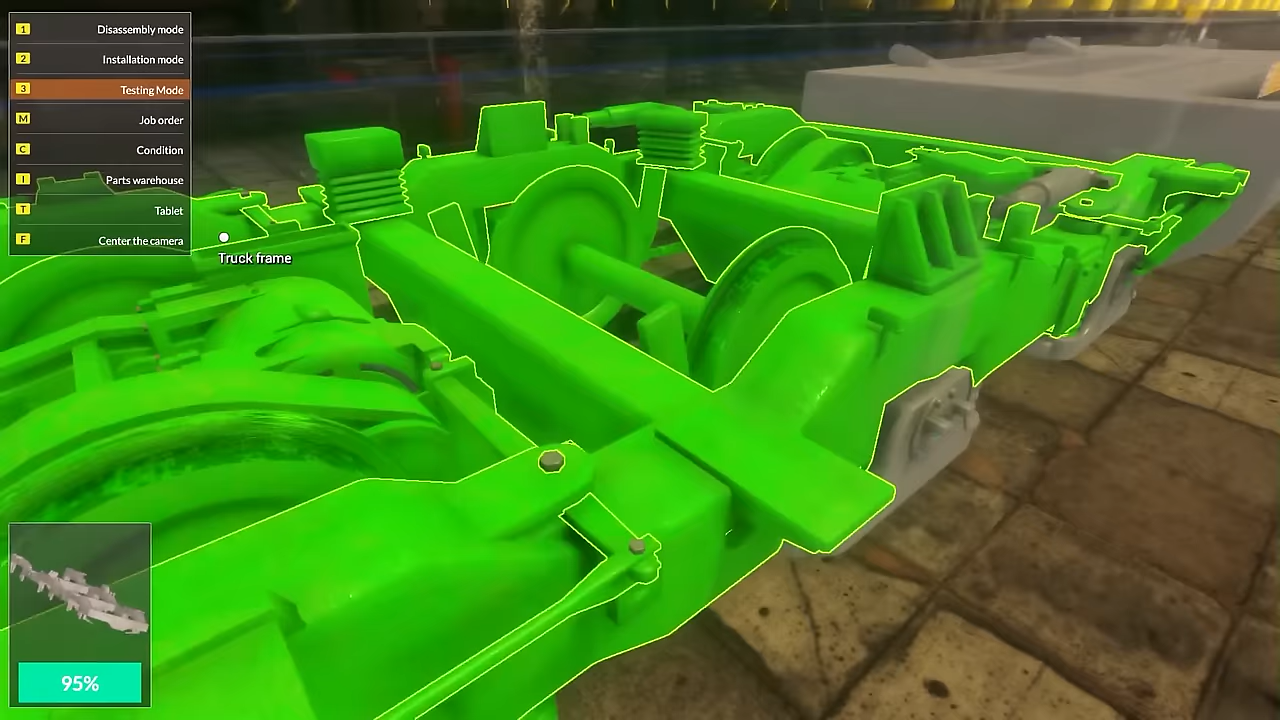 1 Disassembly mode
2 Installation mode
3 Testing Mode
M Job order
C Condition
I Parts warehouse
T Tablet
F Center the camera
Truck frame
95%